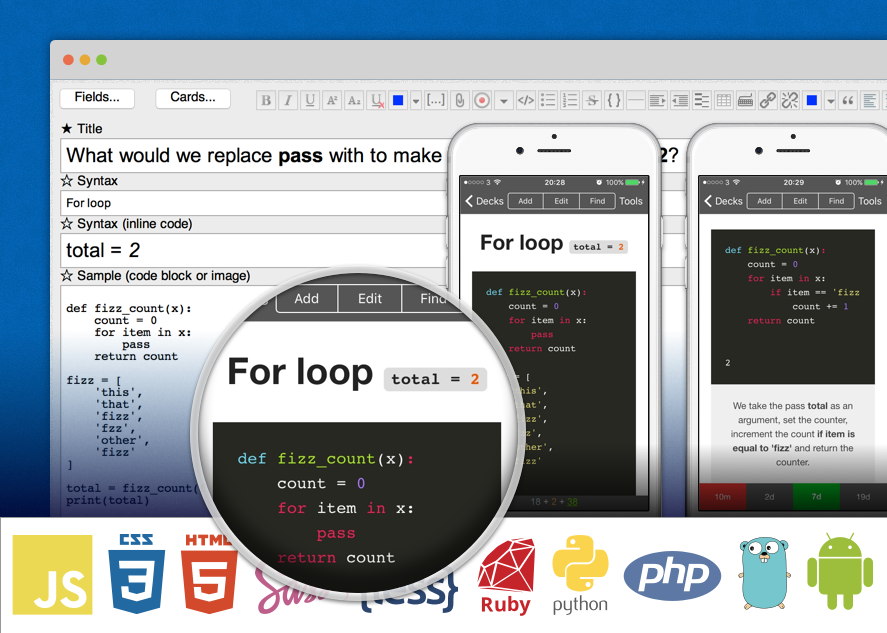 Fields...
Cards...
★ Title
What would we replace pass with to make
2?
☆ Syntax
For loop
☆ Syntax (inline code)
total = 2
☆ Sample (code block or image)
def fizz_count(x):
    count = 0
    for item in x:
        pass
    return count
fizz = [
    'this',
    'that',
    'fizz',
    'fzz',
    'other',
    'fizz'
]
total = fizz_count(
print(total)
Add Edit Find
For loop total = 2
def fizz_count(x):
    count = 0
    for item in x:
        pass
    return count
3 20:28 100%
Decks Add Edit Find Tools
For loop total = 2
def fizz_count(x):
    count = 0
    for item in x:
        pass
    return count
= [
18 + 2 + 38
3 20:29 100%
Decks Add Edit Find Tools
def fizz_count(x):
    count = 0
    for item in x:
        if item == 'fizz
            count += 1
    return count
2
We take the pass total as an
argument, set the counter,
increment the count if item is
equal to 'fizz' and return the
counter.
10m 2d 7d 19d
JS
CSS
3
HTML
5
{less}
Ruby
python
php